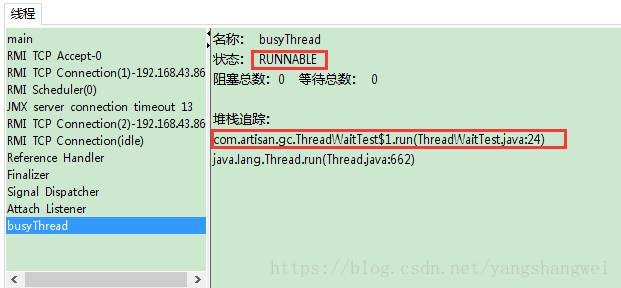 线程
main
RMI TCP Accept-0
RMI TCP Connection(1)-192.168.43.86
RMI Scheduler(0)
JMX server connection timeout 13
RMI TCP Connection(2)-192.168.43.86
RMI TCP Connection(idle)
Reference Handler
Finalizer
Signal Dispatcher
Attach Listener
busyThread
名称： busyThread
状态： RUNNABLE
阻塞总数：0 等待总数： 0
堆栈追踪：
com.artisan.gc.ThreadWaitTest$1.run(ThreadWaitTest.java:24)
java.lang.Thread.run(Thread.java:662)
https://blog.csdn.net/yangshangwei